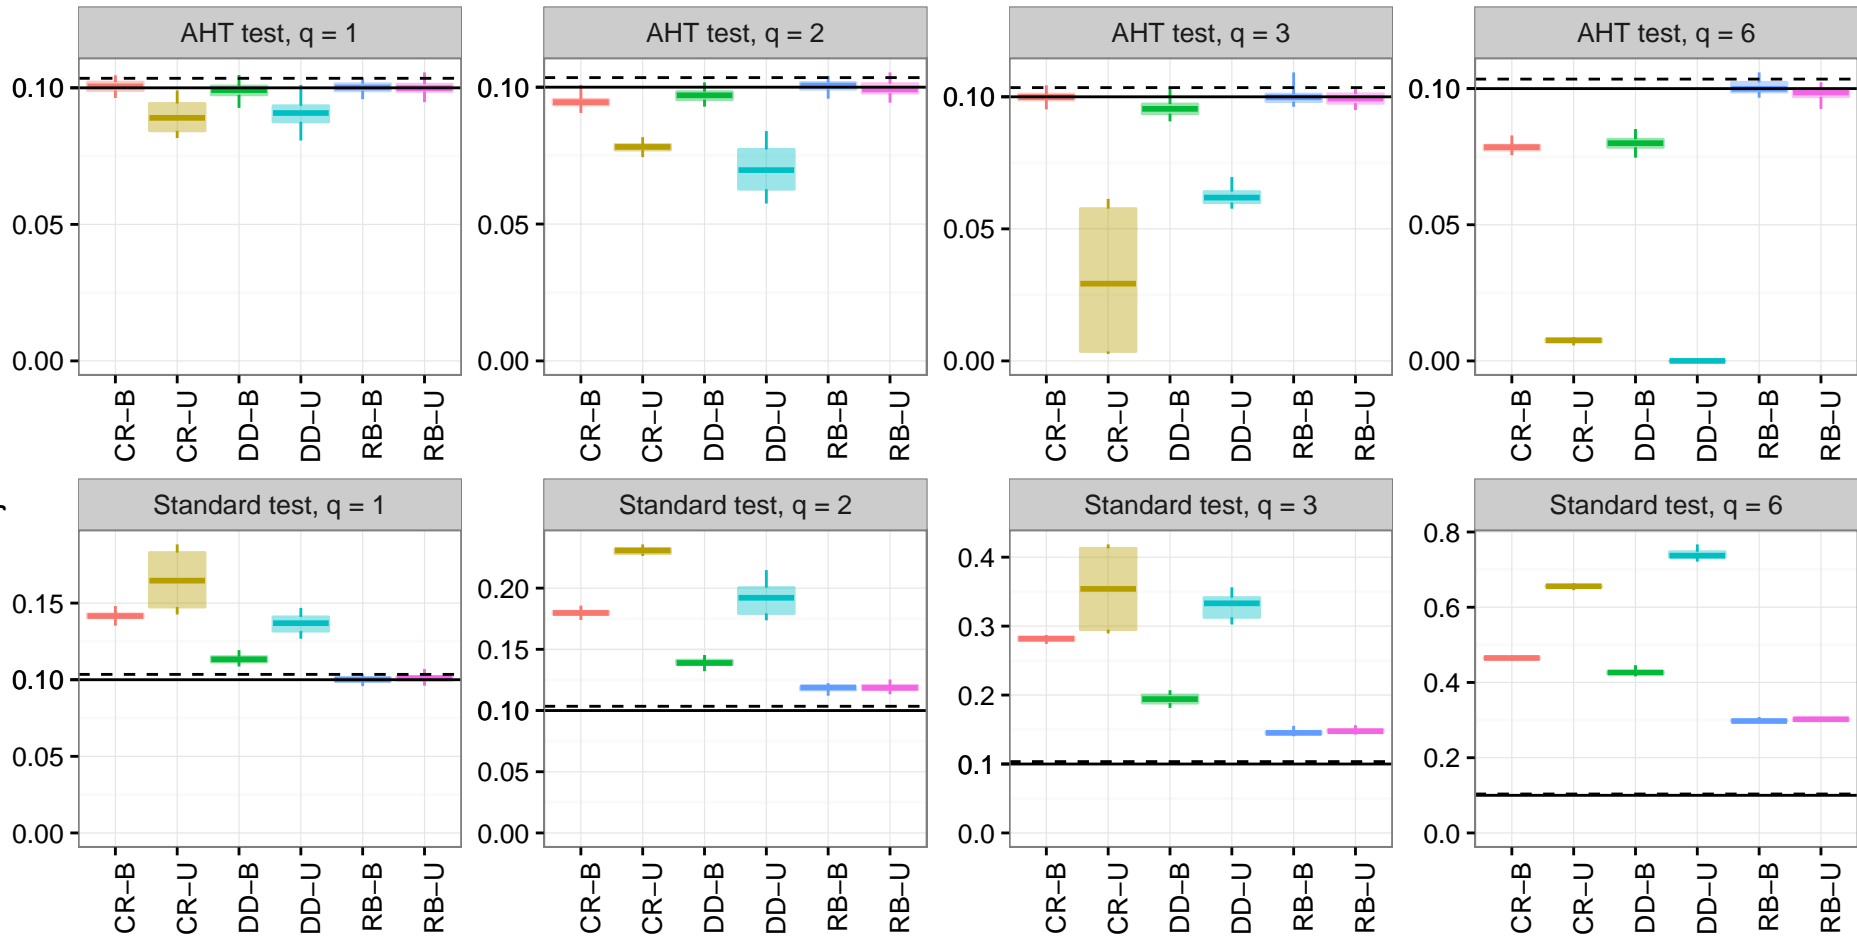 AHT test, q = 1
AHT test, q = 2
AHT test, q = 3
AHT test, q = 6
0.10
0.05
0.00
0.10
0.05
0.00
0.10
0.05
0.00
0.10
0.05
0.00
CR−B
CR−U
DD−B
DD−U
RB−B
RB−U
CR−B
CR−U
DD−B
DD−U
RB−B
RB−U
CR−B
CR−U
DD−B
DD−U
RB−B
RB−U
CR−B
CR−U
DD−B
DD−U
RB−B
RB−U
Standard test, q = 1
Standard test, q = 2
Standard test, q = 3
Standard test, q = 6
0.15
0.10
0.05
0.00
0.20
0.15
0.10
0.05
0.00
0.4
0.3
0.2
0.1
0.0
0.8
0.6
0.4
0.2
0.0
CR−B
CR−U
DD−B
DD−U
RB−B
RB−U
CR−B
CR−U
DD−B
DD−U
RB−B
RB−U
CR−B
CR−U
DD−B
DD−U
RB−B
RB−U
CR−B
CR−U
DD−B
DD−U
RB−B
RB−U